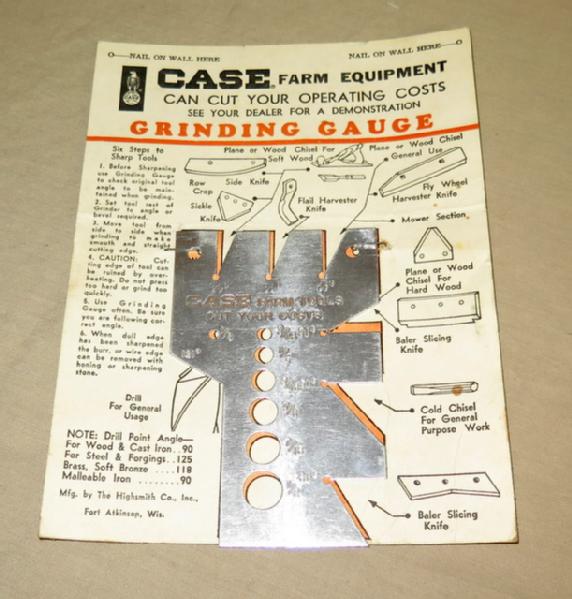 NAIL ON WALL HERE
NAIL ON WALL HERE
CASE® FARM EQUIPMENT
CAN CUT YOUR OPERATING COSTS
SEE YOUR DEALER FOR A DEMONSTRATION
GRINDING GAUGE
Six Steps to
Sharp Tools
1. Before Sharpening
use Grinding Gauge
to check original tool
angle to be main-
tained when grinding.
2. Set tool rest of
Grinder to angle or
bevel required.
3. Move tool from
side to side when
grinding to make
smooth and straight
cutting edge.
4. CAUTION: Cut-
ting edge of tool can
be ruined by over-
heating. Do not press
too hard or grind too
quickly.
5. Use Grinding
Gauge often. Be sure
you are following cor-
rect angle.
6. When dull edge
has been sharpened
the burr, or wire edge
can be removed with
honing or sharpening
stone.
Plane or Wood Chisel For
Soft Wood
Plane or Wood Chisel
General Use
Row
Crop
Side Knife
Sickle
Knife
Flail Harvester
Knife
Fly Wheel
Harvester Knife
Mower Section
Plane or Wood
Chisel For
Hard Wood
Baler Slicing
Knife
Cold Chisel
For General
Purpose Work
Baler Slicing
Knife
CASE FARM TOOLS
CUT YOUR COSTS
Drill
For General
Usage
NOTE: Drill Point Angle—
For Wood & Cast Iron..90
For Steel & Forgings..125
Brass, Soft Bronze .....118
Malleable Iron ........90
Mfg. by The Highsmith Co., Inc.,
Fort Atkinson, Wis.